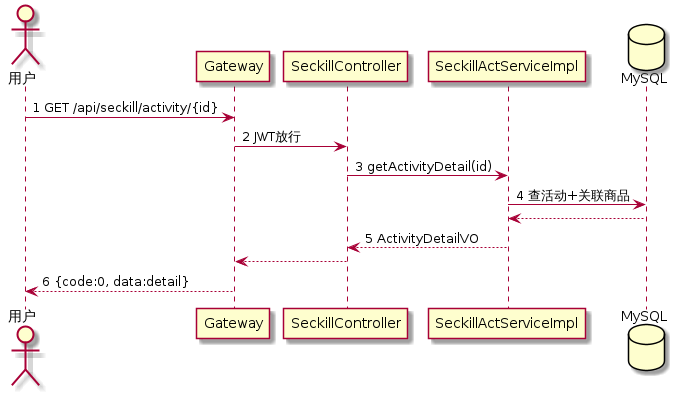 用户
Gateway
SeckillController
SeckillActServiceImpl
MySQL
1 GET /api/seckill/activity/{id}
2 JWT放行
3 getActivityDetail(id)
4 查活动+关联商品
5 ActivityDetailVO
6 {code:0, data:detail}
用户
Gateway
SeckillController
SeckillActServiceImpl
MySQL